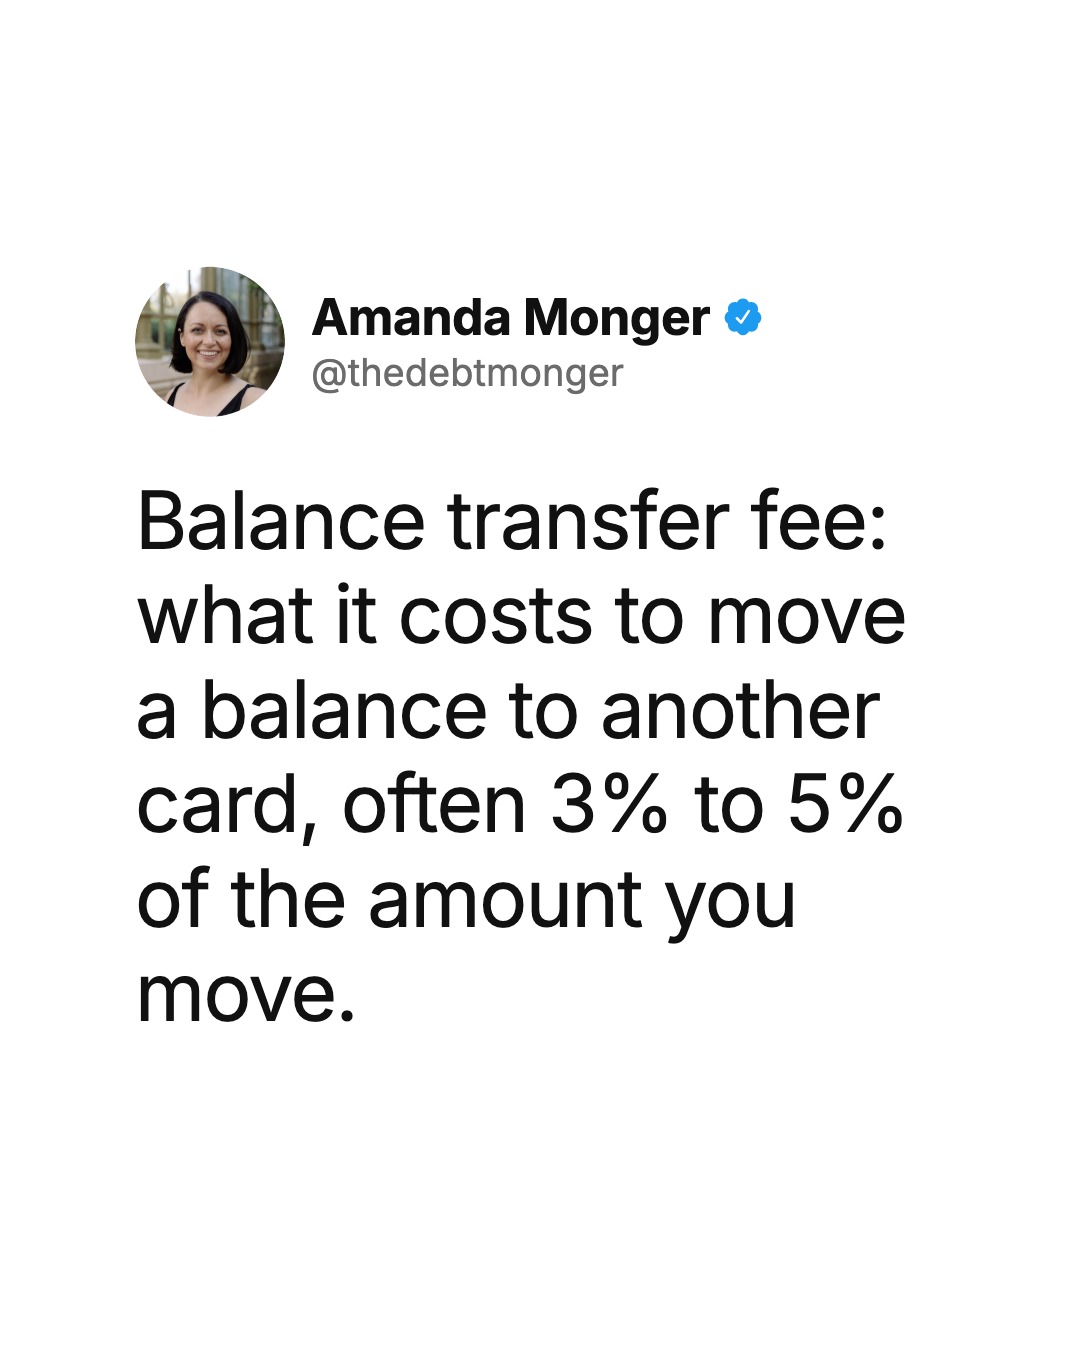 Amanda Monger
@thedebtmonger
Balance transfer fee:
what it costs to move
a balance to another
card, often 3% to 5%
of the amount you
move.